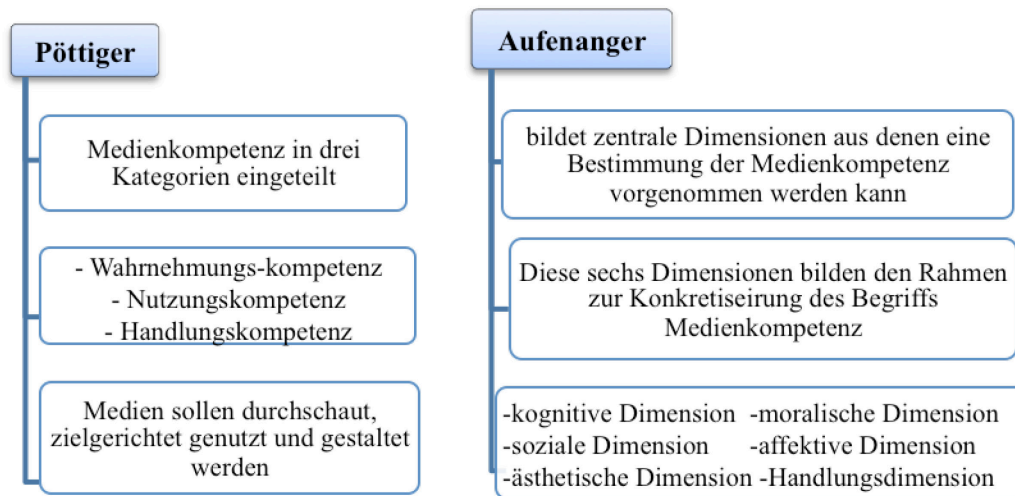 Pöttiger
Medienkompetenz in drei
Kategorien eingeteilt
- Wahrnehmungs-kompetenz
- Nutzungskompetenz
- Handlungskompetenz
Medien sollen durchschaut,
zielgerichtet genutzt und gestaltet
werden
Aufenanger
bildet zentrale Dimensionen aus denen eine
Bestimmung der Medienkompetenz
vorgenommen werden kann
Diese sechs Dimensionen bilden den Rahmen
zur Konkretiseirung des Begriffs
Medienkompetenz
-kognitive Dimension -moralische Dimension
-soziale Dimension -affektive Dimension
-ästhetische Dimension -Handlungsdimension